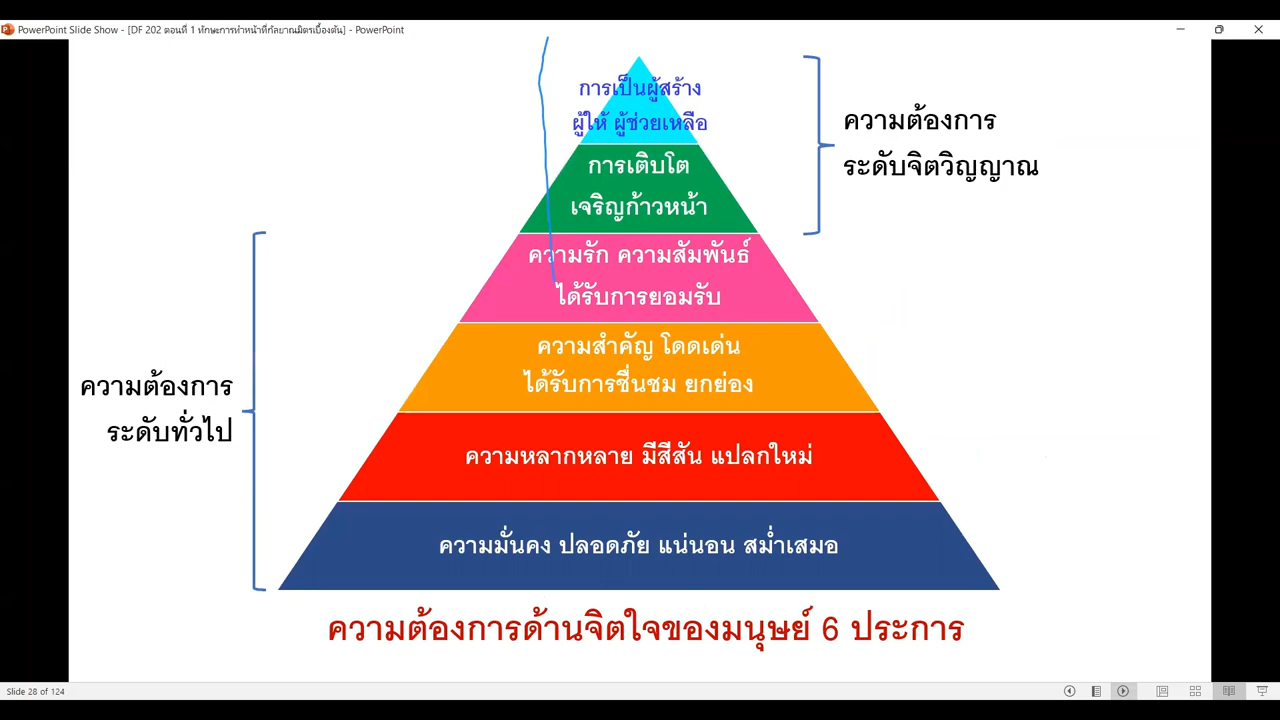 PowerPoint Slide Show - [DF 202 ตอนที่ 1 ทักษะการทำหน้าที่กัลยาณมิตรเบื้องต้น] - PowerPoint
การเป็นผู้สร้าง
ผู้ให้ ผู้ช่วยเหลือ
การเติบโต
เจริญก้าวหน้า
ความต้องการ
ระดับจิตวิญญาณ
ความรัก ความสัมพันธ์
ได้รับการยอมรับ
ความสำคัญ โดดเด่น
ได้รับการชื่นชม ยกย่อง
ความต้องการ
ระดับทั่วไป
ความหลากหลาย มีสีสัน แปลกใหม่
ความมั่นคง ปลอดภัย แน่นอน สม่ำเสมอ
ความต้องการด้านจิตใจของมนุษย์ 6 ประการ
Slide 28 of 124